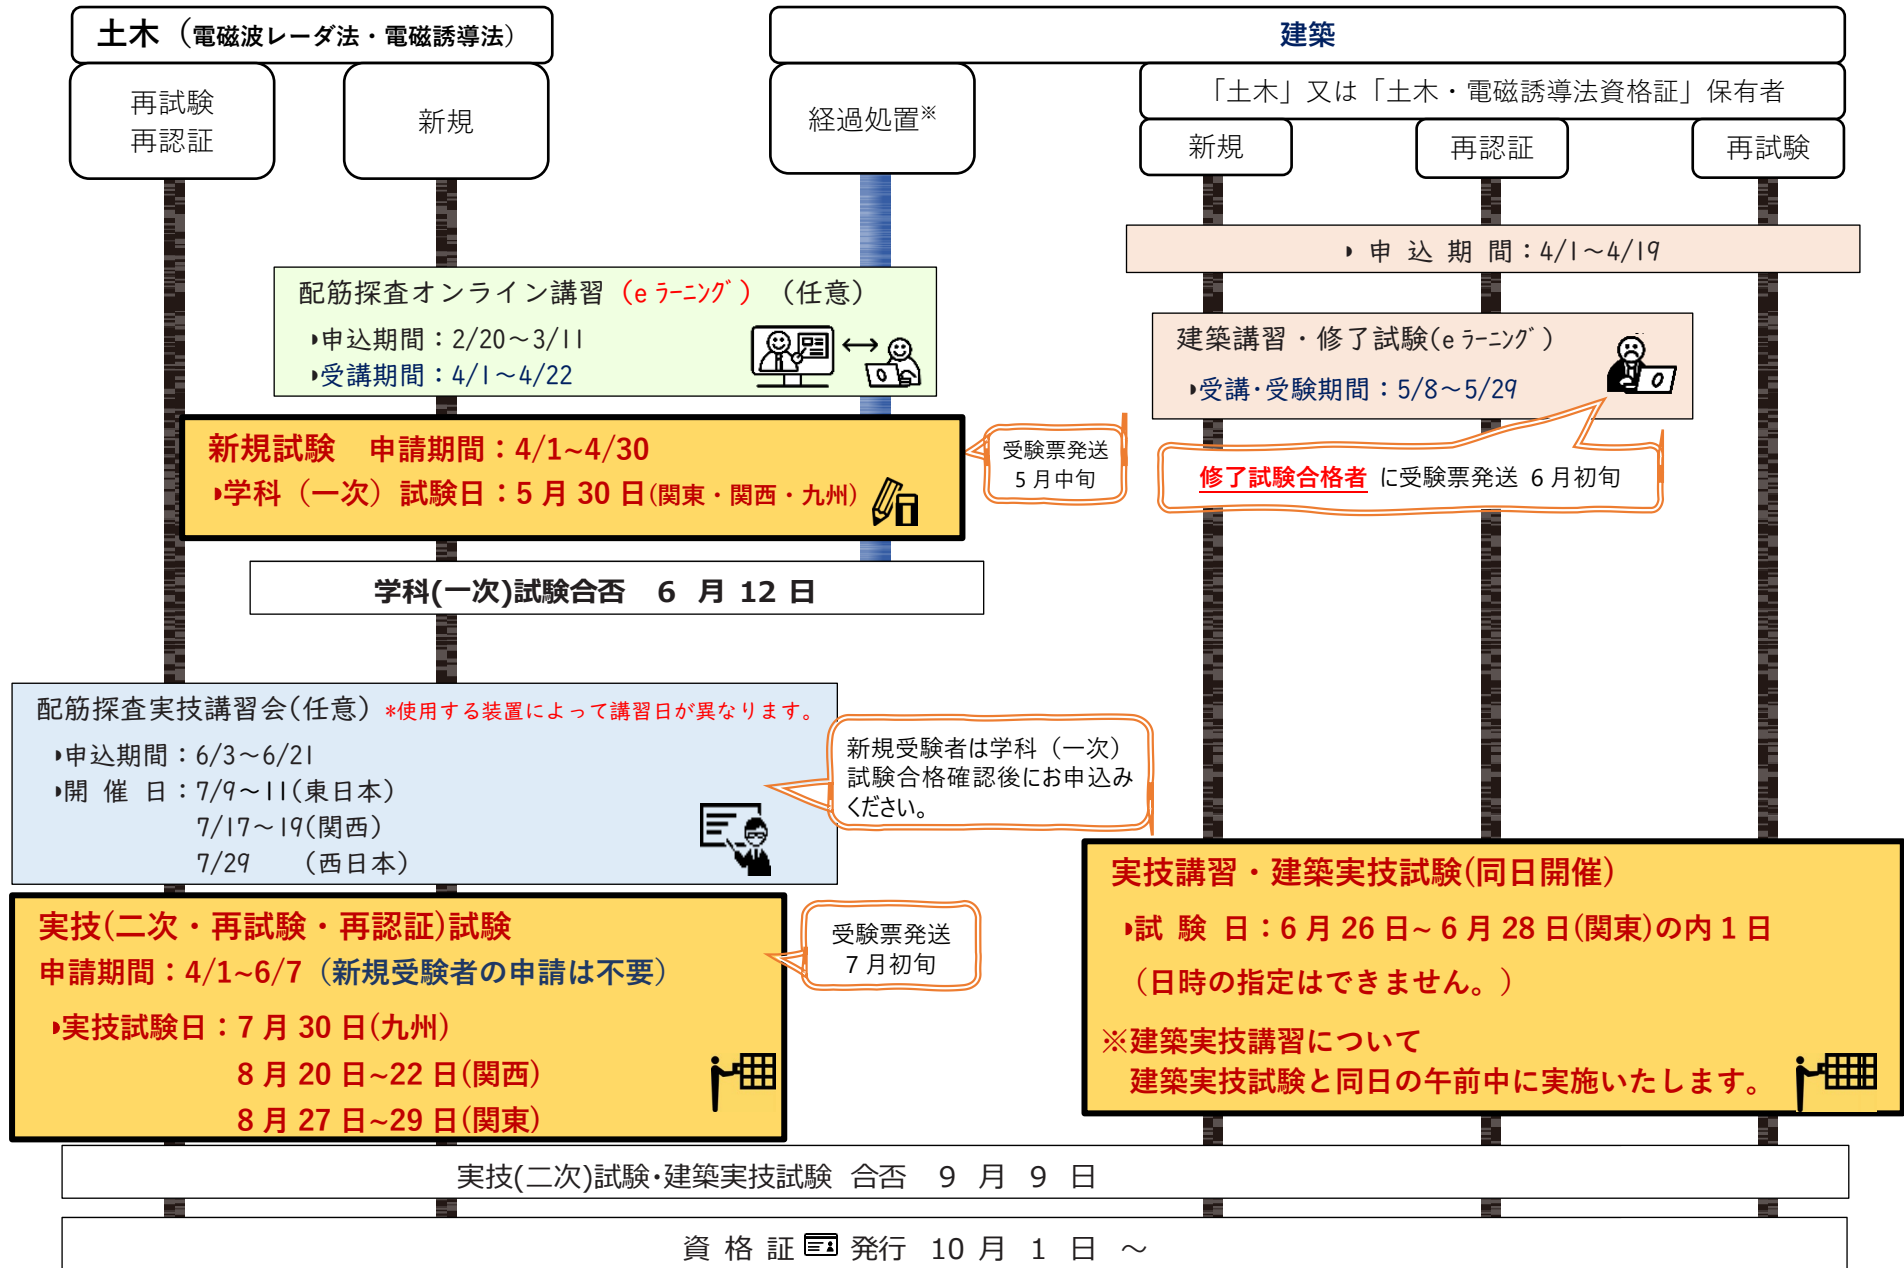 土木（電磁波レーダ法・電磁誘導法）
建築
再試験
再認証
新規
経過処置※
「土木」又は「土木・電磁誘導法資格証」保有者
新規
再認証
再試験
◗ 申 込 期 間：4/1～4/19
配筋探査オンライン講習（e ﾗｰﾆﾝｸﾞ）（任意）
◗申込期間：2/20～3/11
◗受講期間：4/1～4/22
建築講習・修了試験(e ﾗｰﾆﾝｸﾞ)
◗受講･受験期間：5/8～5/29
新規試験　申請期間：4/1~4/30
◗学科（一次）試験日：5 月 30 日(関東・関西・九州)
受験票発送
5 月中旬
修了試験合格者 に受験票発送 6 月初旬
学科(一次)試験合否　6　月 12 日
配筋探査実技講習会(任意) *使用する装置によって講習日が異なります。
◗申込期間：6/3～6/21
◗開 催 日：7/9～11(東日本)
7/17～19(関西)
7/29　（西日本）
新規受験者は学科（一次）
試験合格確認後にお申込み
ください。
実技(二次・再試験・再認証)試験
申請期間：4/1~6/7（新規受験者の申請は不要）
◗実技試験日：7 月 30 日(九州)
8 月 20 日~22 日(関西)
8 月 27 日~29 日(関東)
受験票発送
7 月初旬
実技講習・建築実技試験(同日開催)
◗試 験 日：6 月 26 日~ 6 月 28 日(関東)の内 1 日
（日時の指定はできません。）
※建築実技講習について
建築実技試験と同日の午前中に実施いたします。
実技(二次)試験･建築実技試験 合否　9　月　9　日
資 格 証 発行　10 月　1　日　～